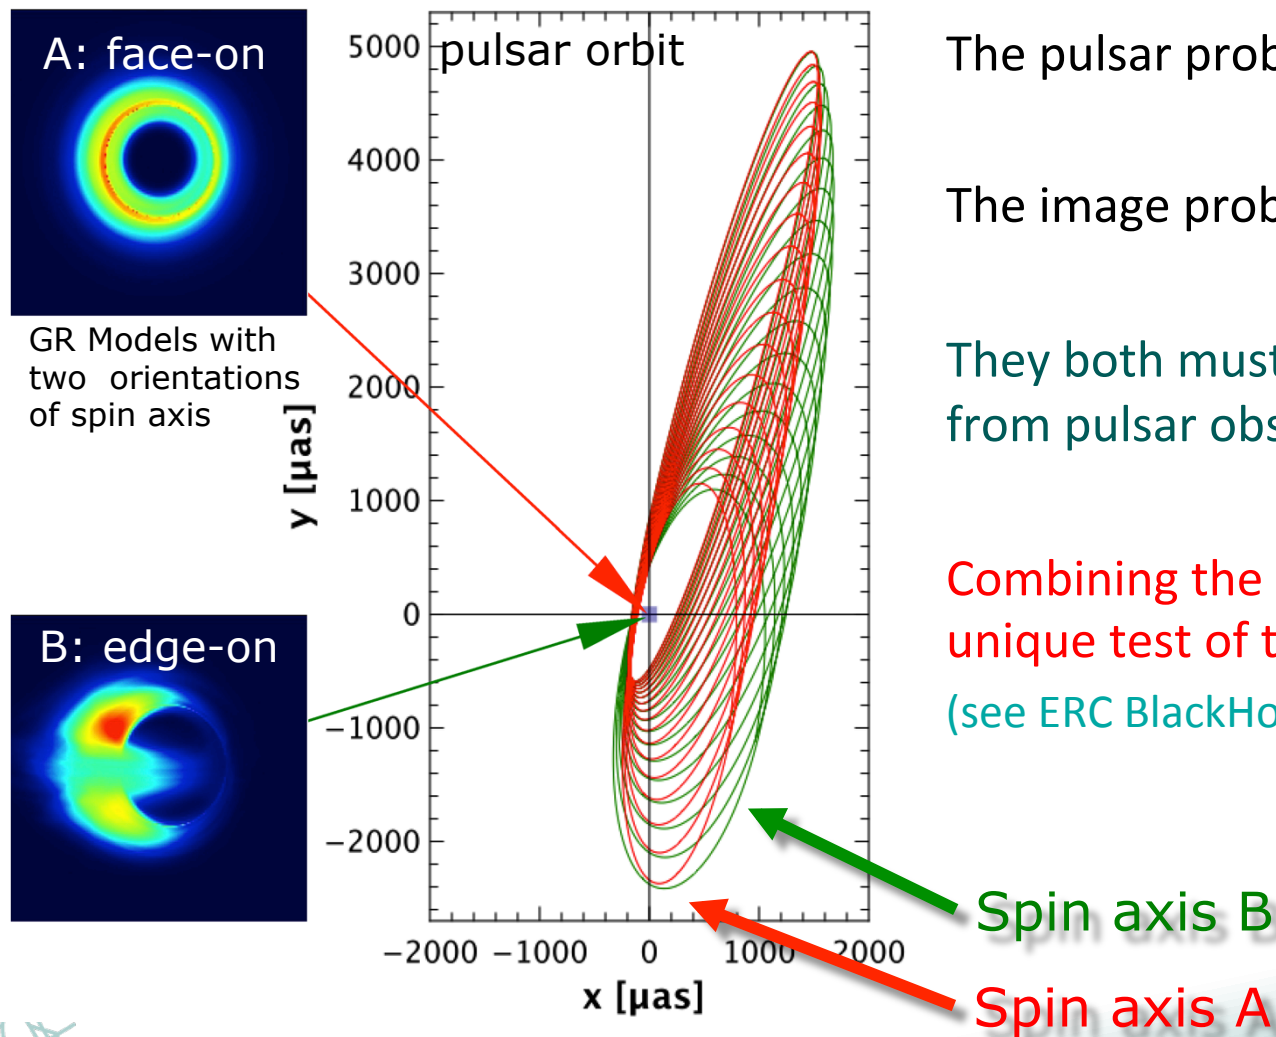 A: face-on
GR Models with
two orientations
of spin axis
B: edge-on
pulsar orbit
5000
4000
3000
2000
1000
0
−1000
−2000
y [µas]
−2000 −1000 0 1000 2000
x [µas]
The pulsar prob
The image prob
They both must
from pulsar obs
Combining the
unique test of t
(see ERC BlackHo
Spin axis B
Spin axis A